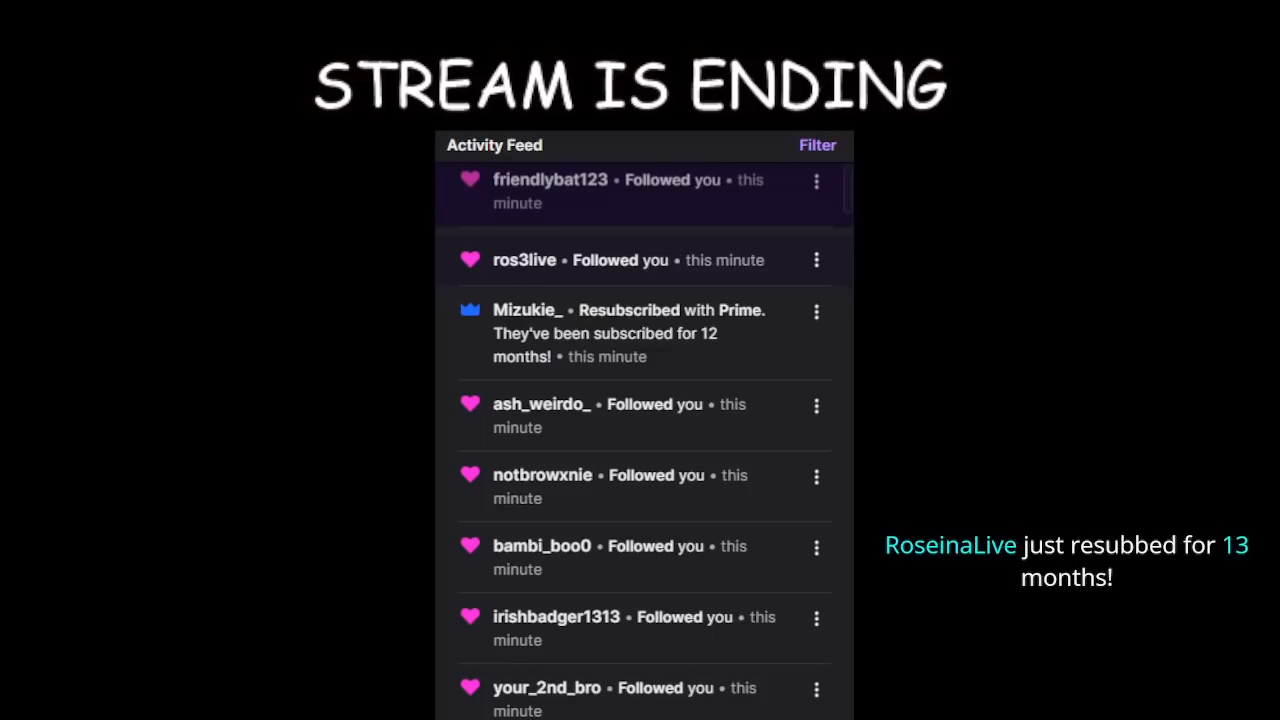 STREAM IS ENDING
Activity Feed
Filter
friendlybat123 • Followed you • this
minute
ros3live • Followed you • this minute
Mizukie_ • Resubscribed with Prime.
They've been subscribed for 12
months! • this minute
ash_weirdo_ • Followed you • this
minute
notbrowxnie • Followed you • this
minute
bambi_boo0 • Followed you • this
minute
irishbadger1313 • Followed you • this
minute
your_2nd_bro • Followed you • this
minute
RoseinaLive just resubbed for 13
months!